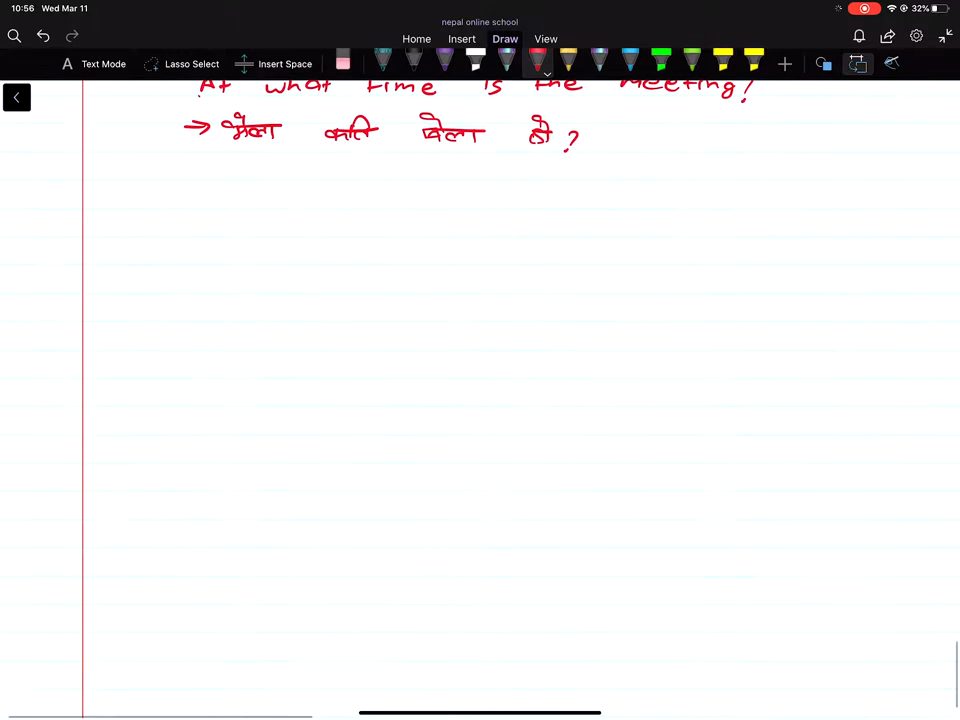 10:56 Wed Mar 11
32%
nepal online school
Home Insert Draw View
Text Mode Lasso Select Insert Space
At what time is the meeting?
→ मेला कति बेला हो?